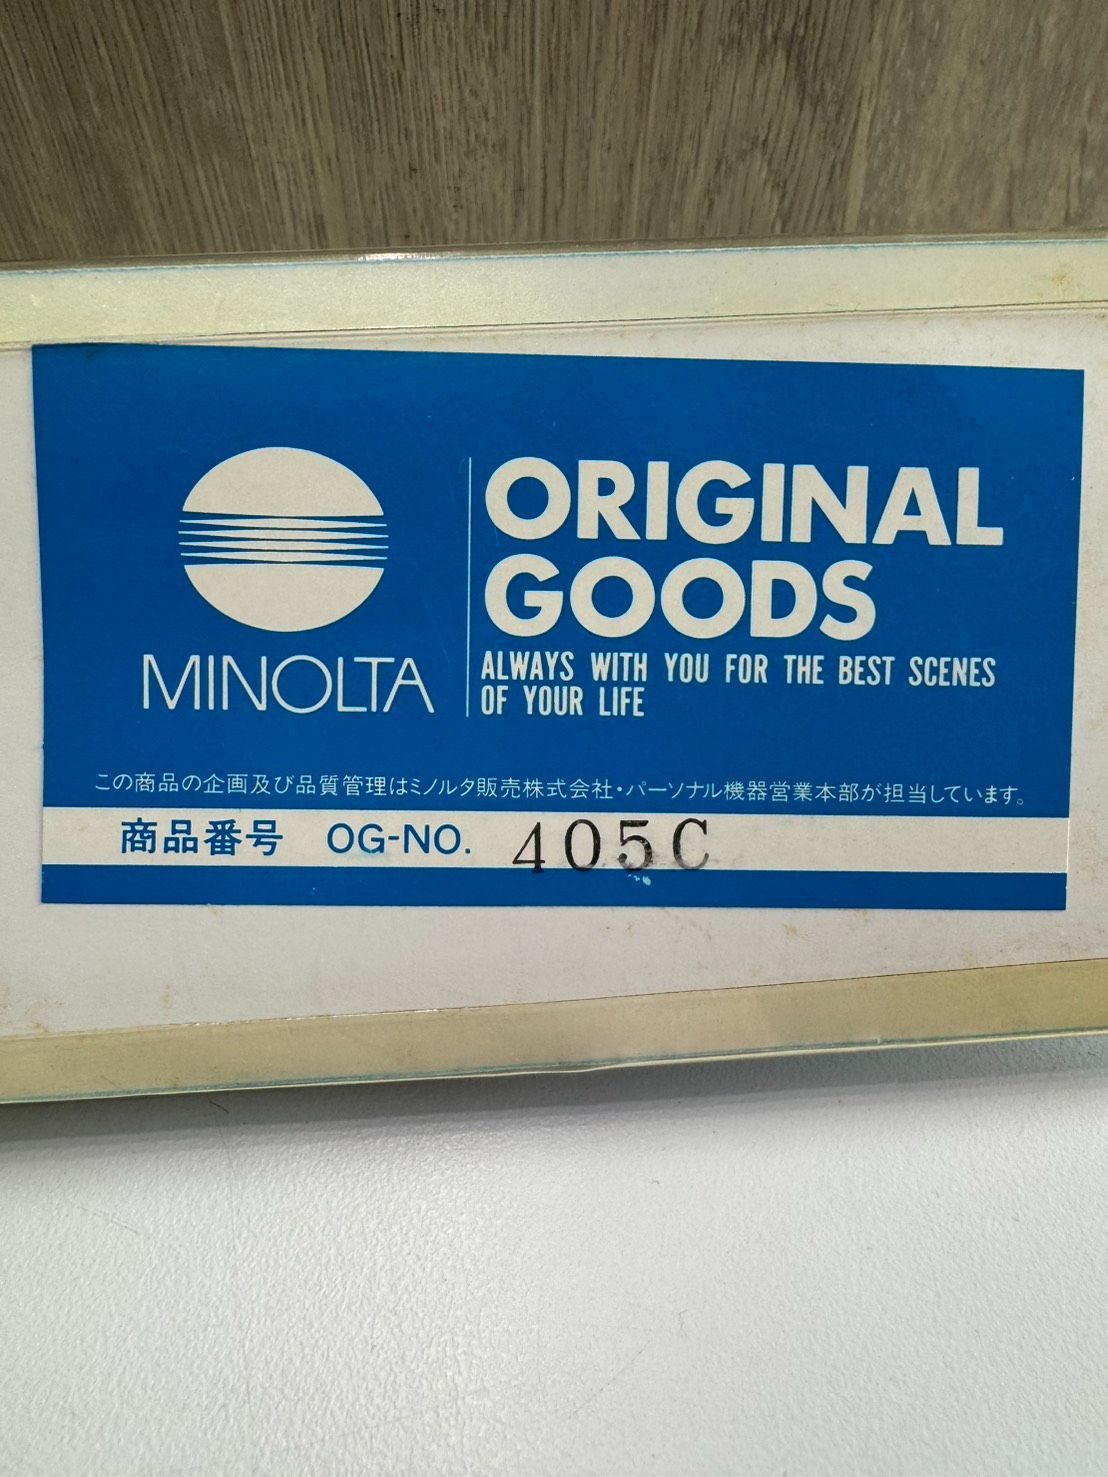 MINOLTA
ORIGINAL
GOODS
ALWAYS WITH YOU FOR THE BEST SCENES
OF YOUR LIFE
この商品の企画及び品質管理はミノルタ販売株式会社・パーソナル機器営業本部が担当しています。
商品番号 OG-NO. 405C